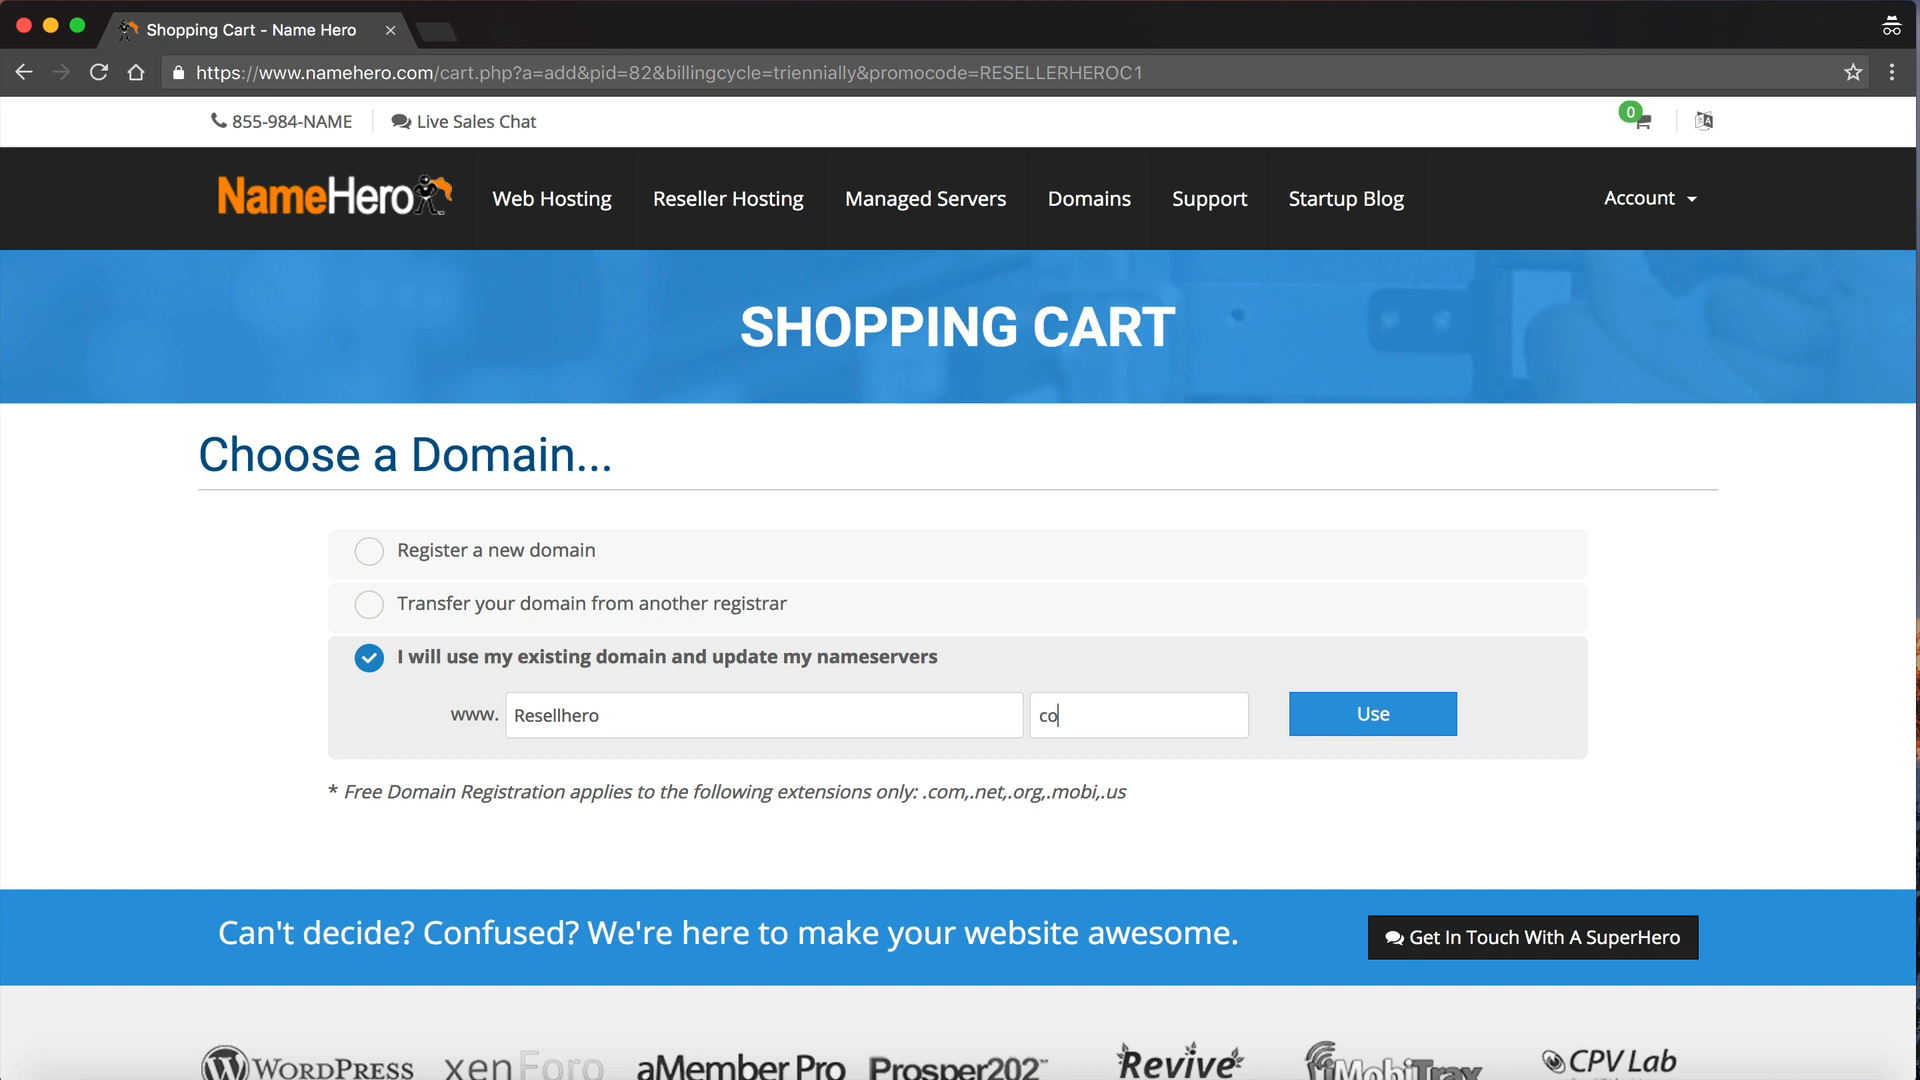 Shopping Cart - Name Hero
https://www.namehero.com/cart.php?a=add&pid=82&billingcycle=triennially&promocode=RESELLERHEROC1
855-984-NAME Live Sales Chat 0
NameHero Web Hosting Reseller Hosting Managed Servers Domains Support Startup Blog Account
SHOPPING CART
Choose a Domain...
Register a new domain
Transfer your domain from another registrar
I will use my existing domain and update my nameservers
www. Resellhero co Use
* Free Domain Registration applies to the following extensions only: .com,.net,.org,.mobi,.us
Can't decide? Confused? We're here to make your website awesome. Get In Touch With A SuperHero
WORDPRESS xenForo aMember Pro Prosper202 Revive MobiTrax CPV Lab